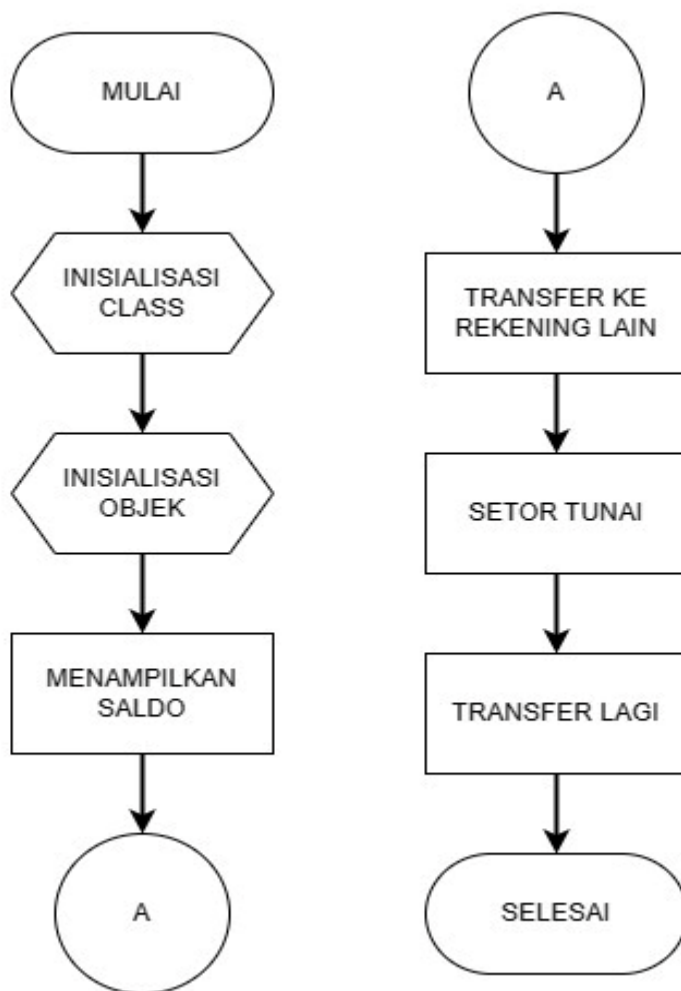 MULAI
INISIALISASI
CLASS
INISIALISASI
OBJEK
MENAMPILKAN
SALDO
A
A
TRANSFER KE
REKENING LAIN
SETOR TUNAI
TRANSFER LAGI
SELESAI